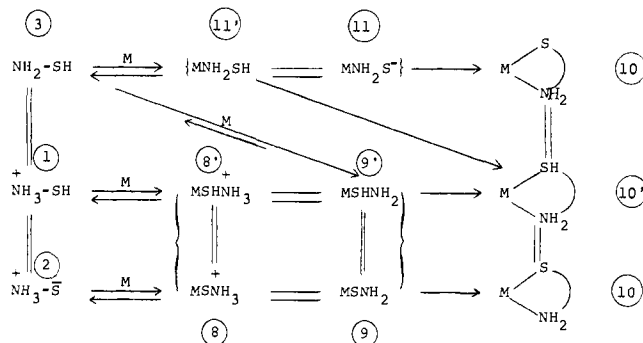 3 11' 11
M
NH2-SH {MNH2SH MNH2S-} M S NH2 10
M
1 8' 9'
+ + SH
NH3-SH M MSHNH3 MSHNH2 M NH2 10'
2
+ + S
NH3-S̄ M MSNH3 MSNH2 M NH2 10
8 9